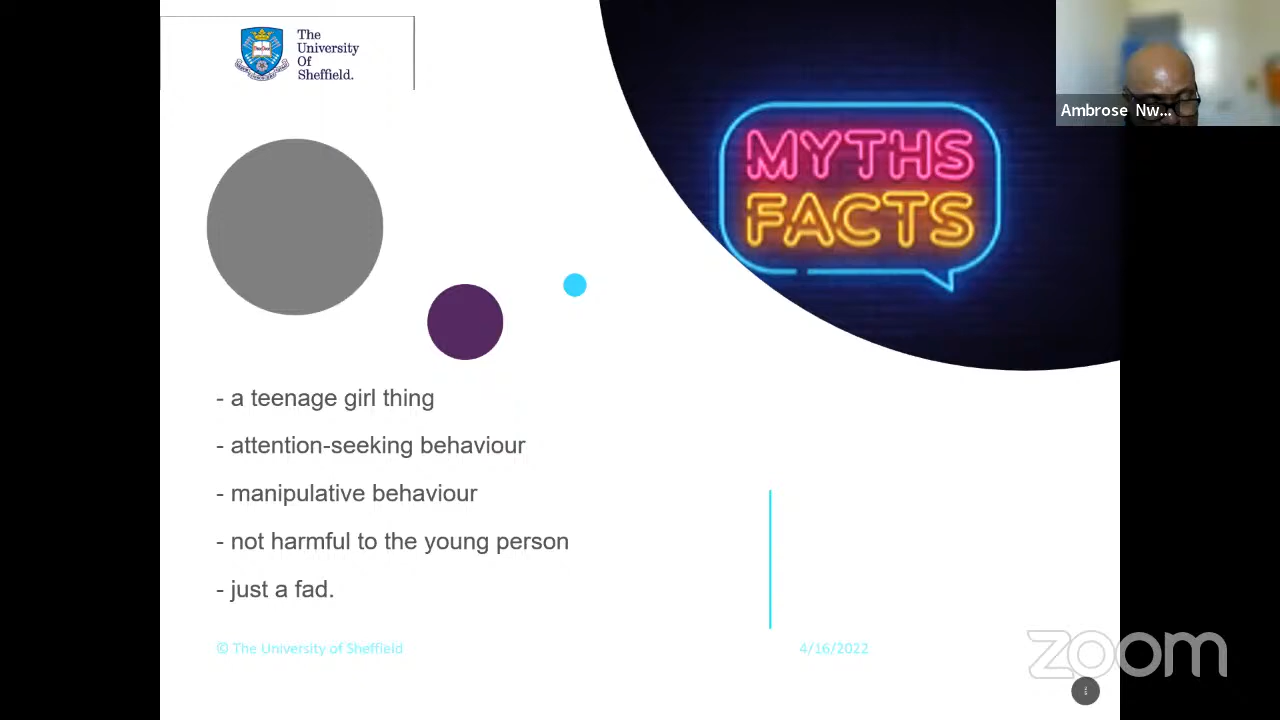 The
University
Of
Sheffield.
MYTHS
FACTS
Ambrose Nw...
- a teenage girl thing
- attention-seeking behaviour
- manipulative behaviour
- not harmful to the young person
- just a fad.
© The University of Sheffield
4/16/2022
zoom